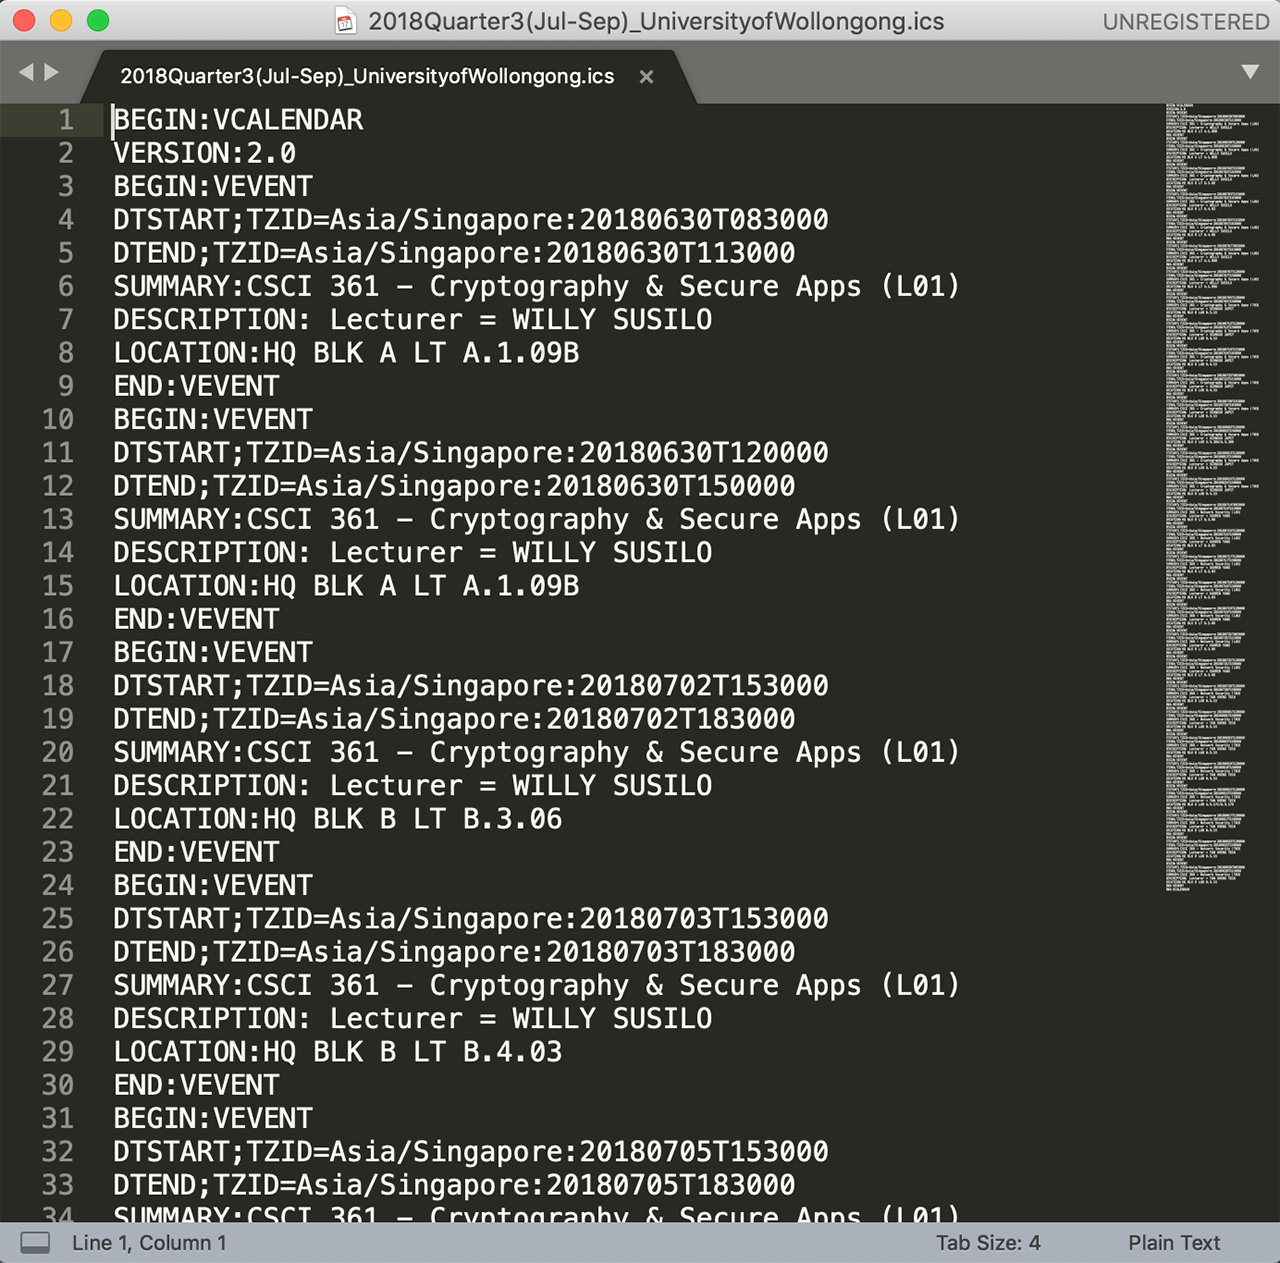 2018Quarter3(Jul-Sep)_UniversityofWollongong.ics
UNREGISTERED
2018Quarter3(Jul-Sep)_UniversityofWollongong.ics ×
1 BEGIN:VCALENDAR
2 VERSION:2.0
3 BEGIN:VEVENT
4 DTSTART;TZID=Asia/Singapore:20180630T083000
5 DTEND;TZID=Asia/Singapore:20180630T113000
6 SUMMARY:CSCI 361 - Cryptography & Secure Apps (L01)
7 DESCRIPTION: Lecturer = WILLY SUSILO
8 LOCATION:HQ BLK A LT A.1.09B
9 END:VEVENT
10 BEGIN:VEVENT
11 DTSTART;TZID=Asia/Singapore:20180630T120000
12 DTEND;TZID=Asia/Singapore:20180630T150000
13 SUMMARY:CSCI 361 - Cryptography & Secure Apps (L01)
14 DESCRIPTION: Lecturer = WILLY SUSILO
15 LOCATION:HQ BLK A LT A.1.09B
16 END:VEVENT
17 BEGIN:VEVENT
18 DTSTART;TZID=Asia/Singapore:20180702T153000
19 DTEND;TZID=Asia/Singapore:20180702T183000
20 SUMMARY:CSCI 361 - Cryptography & Secure Apps (L01)
21 DESCRIPTION: Lecturer = WILLY SUSILO
22 LOCATION:HQ BLK B LT B.3.06
23 END:VEVENT
24 BEGIN:VEVENT
25 DTSTART;TZID=Asia/Singapore:20180703T153000
26 DTEND;TZID=Asia/Singapore:20180703T183000
27 SUMMARY:CSCI 361 - Cryptography & Secure Apps (L01)
28 DESCRIPTION: Lecturer = WILLY SUSILO
29 LOCATION:HQ BLK B LT B.4.03
30 END:VEVENT
31 BEGIN:VEVENT
32 DTSTART;TZID=Asia/Singapore:20180705T153000
33 DTEND;TZID=Asia/Singapore:20180705T183000
34 SUMMARY:CSCI 361 - Cryptography & Secure Apps (L01)
Line 1, Column 1
Tab Size: 4
Plain Text